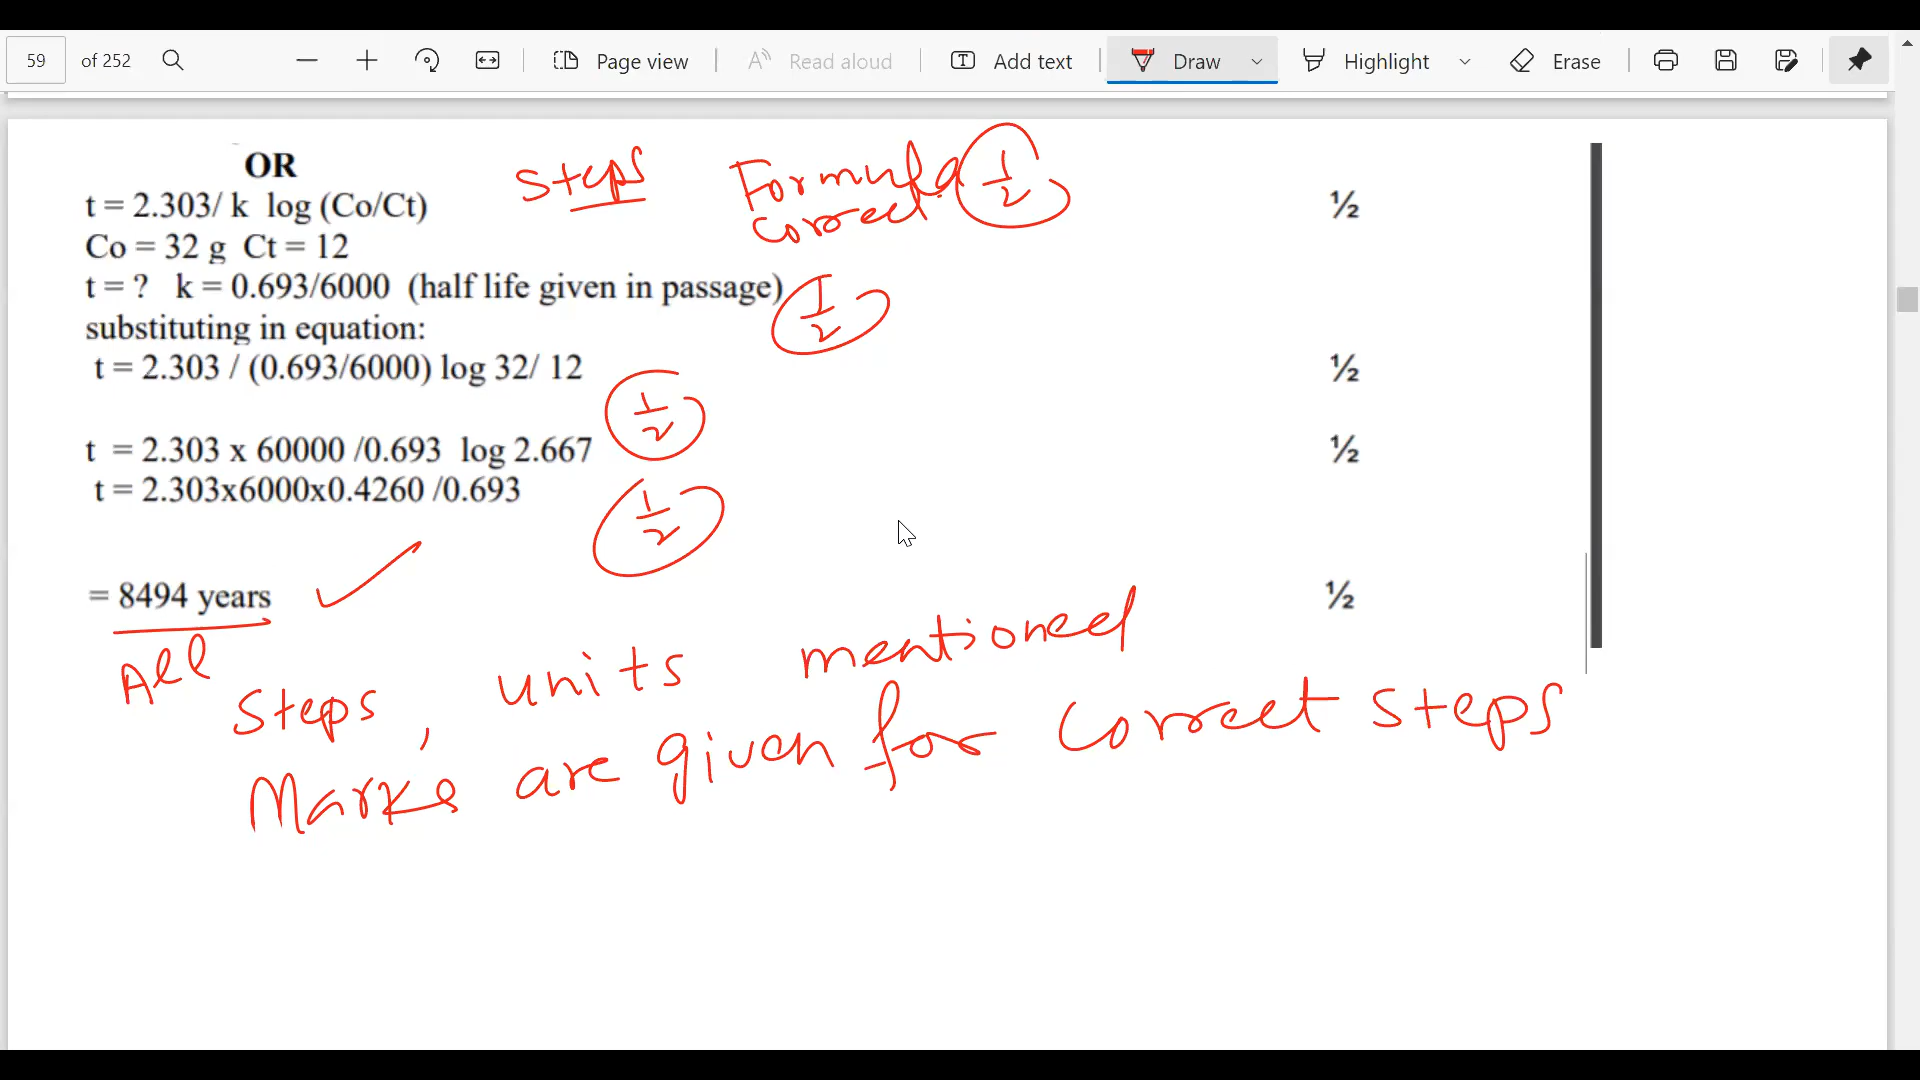 59 of 252 Page view Read aloud Add text Draw Highlight Erase
OR
Steps Formula 1/2
correct.
t = 2.303/ k log (Co/Ct) ½
Co = 32 g Ct = 12
t = ? k = 0.693/6000 (half life given in passage) 1/2
substituting in equation:
t = 2.303 / (0.693/6000) log 32/ 12 ½
1/2
t = 2.303 x 60000 /0.693 log 2.667 ½
t = 2.303x6000x0.4260 /0.693 1/2
= 8494 years ½
All
Steps, units mentioned
Marks are given for correct steps